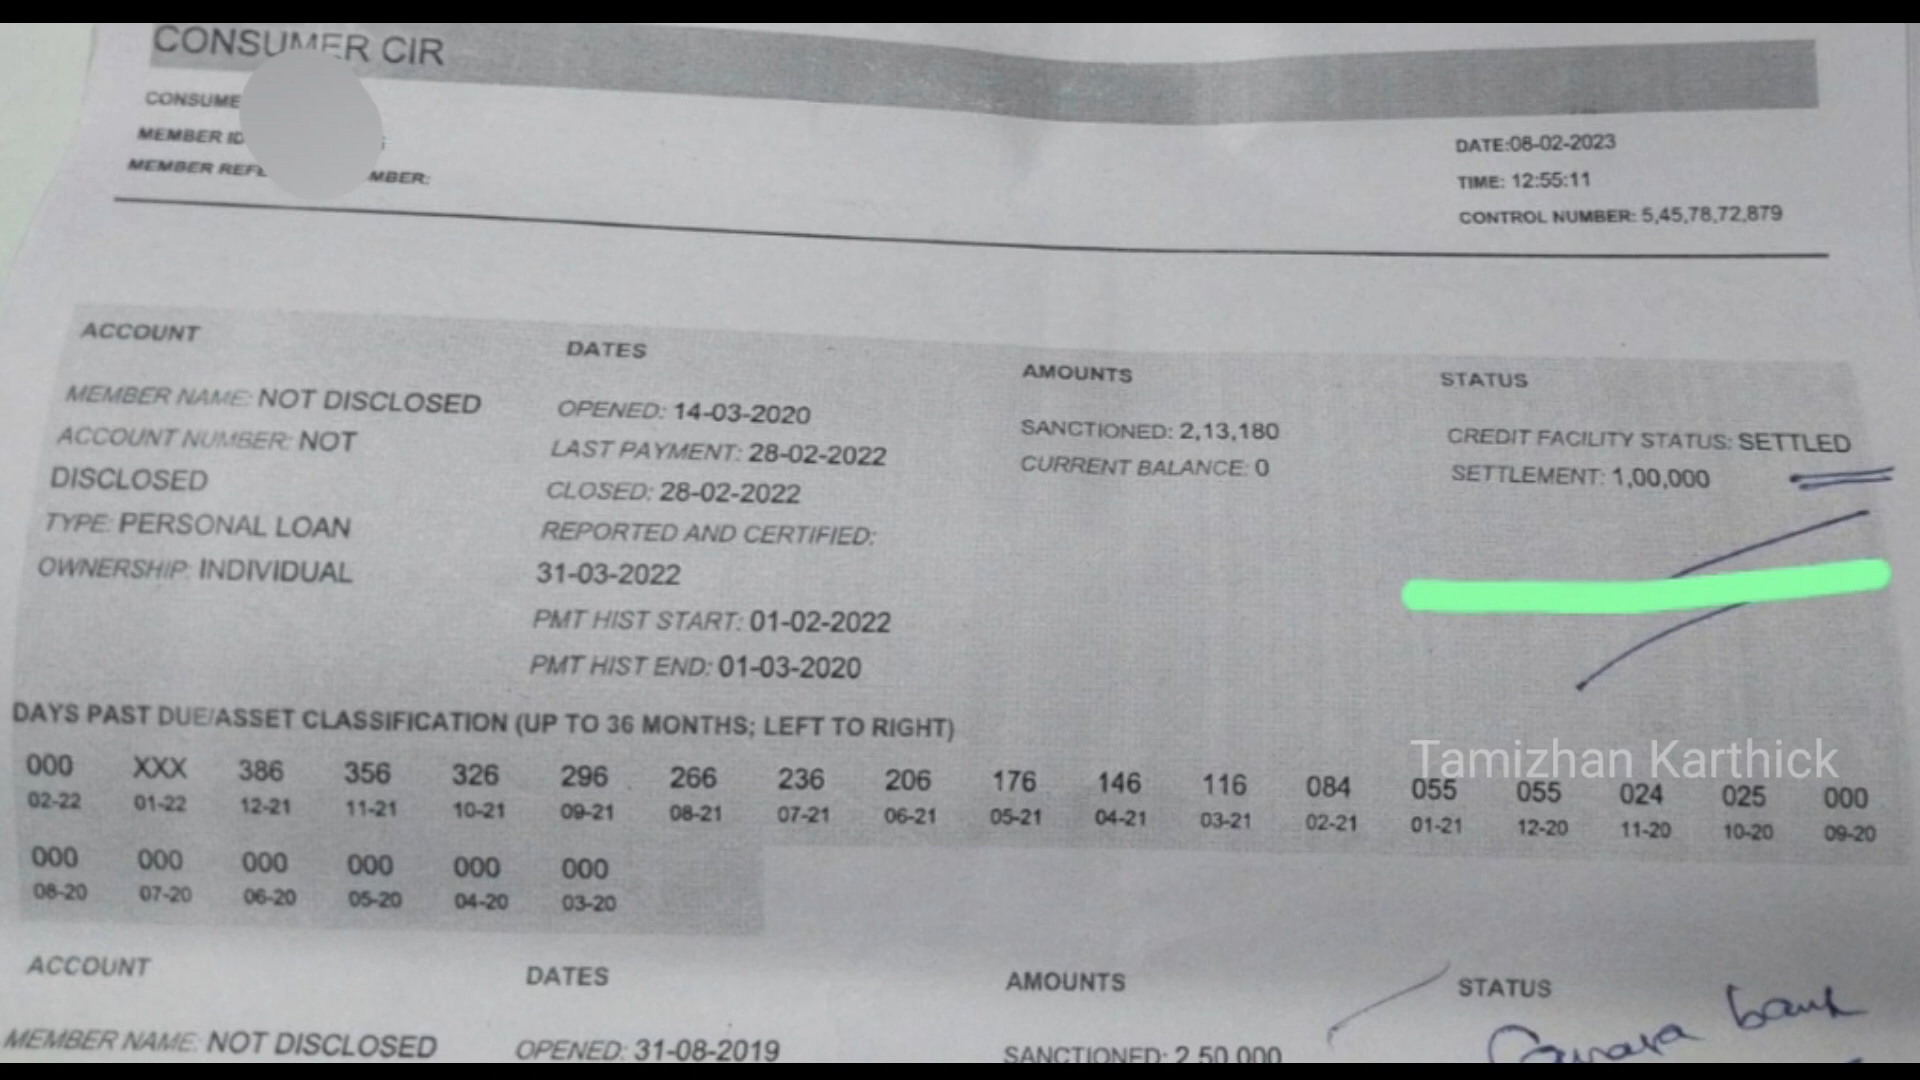 CONSUMER CIR
CONSUME
MEMBER ID
MEMBER REFE MBER:
DATE:08-02-2023
TIME: 12:55:11
CONTROL NUMBER: 5,45,78,72,879
ACCOUNT
MEMBER NAME: NOT DISCLOSED
ACCOUNT NUMBER: NOT
DISCLOSED
TYPE: PERSONAL LOAN
OWNERSHIP: INDIVIDUAL
DATES
OPENED: 14-03-2020
LAST PAYMENT: 28-02-2022
CLOSED: 28-02-2022
REPORTED AND CERTIFIED:
31-03-2022
PMT HIST START: 01-02-2022
PMT HIST END: 01-03-2020
AMOUNTS
SANCTIONED: 2,13,180
CURRENT BALANCE: 0
STATUS
CREDIT FACILITY STATUS: SETTLED
SETTLEMENT: 1,00,000
DAYS PAST DUE/ASSET CLASSIFICATION (UP TO 36 MONTHS; LEFT TO RIGHT)
Tamizhan Karthick
000 XXX 386 356 326 296 266 236 206 176 146 116 084 055 055 024 025 000
02-22 01-22 12-21 11-21 10-21 09-21 08-21 07-21 06-21 05-21 04-21 03-21 02-21 01-21 12-20 11-20 10-20 09-20
000 000 000 000 000 000
08-20 07-20 06-20 05-20 04-20 03-20
ACCOUNT DATES AMOUNTS STATUS
Canara bank
MEMBER NAME: NOT DISCLOSED OPENED: 31-08-2019 SANCTIONED: 2,50,000